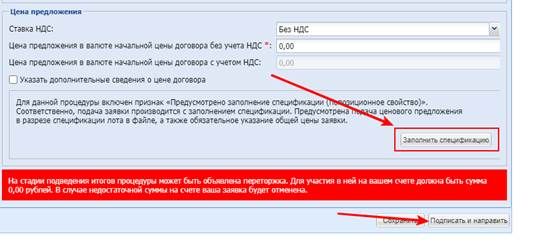 Цена предложения
Ставка НДС: Без НДС
Цена предложения в валюте начальной цены договора без учета НДС *: 0,00
Цена предложения в валюте начальной цены договора с учетом НДС: 0,00
Указать дополнительные сведения о цене договора
Для данной процедуры включен признак «Предусмотрено заполнение спецификации (позиционное свойство)».
Соответственно, подача заявки производится с заполнением спецификации. Предусмотрена подача ценового предложения
в разрезе спецификации лота в файле, а также обязательное указание общей цены заявки.
Заполнить спецификацию
На стадии подведения итогов процедуры может быть объявлена переторжка. Для участия в ней на вашем счете должна быть сумма
0,00 рублей. В случае недостаточной суммы на счете ваша заявка будет отменена.
Сохранить Подписать и направить